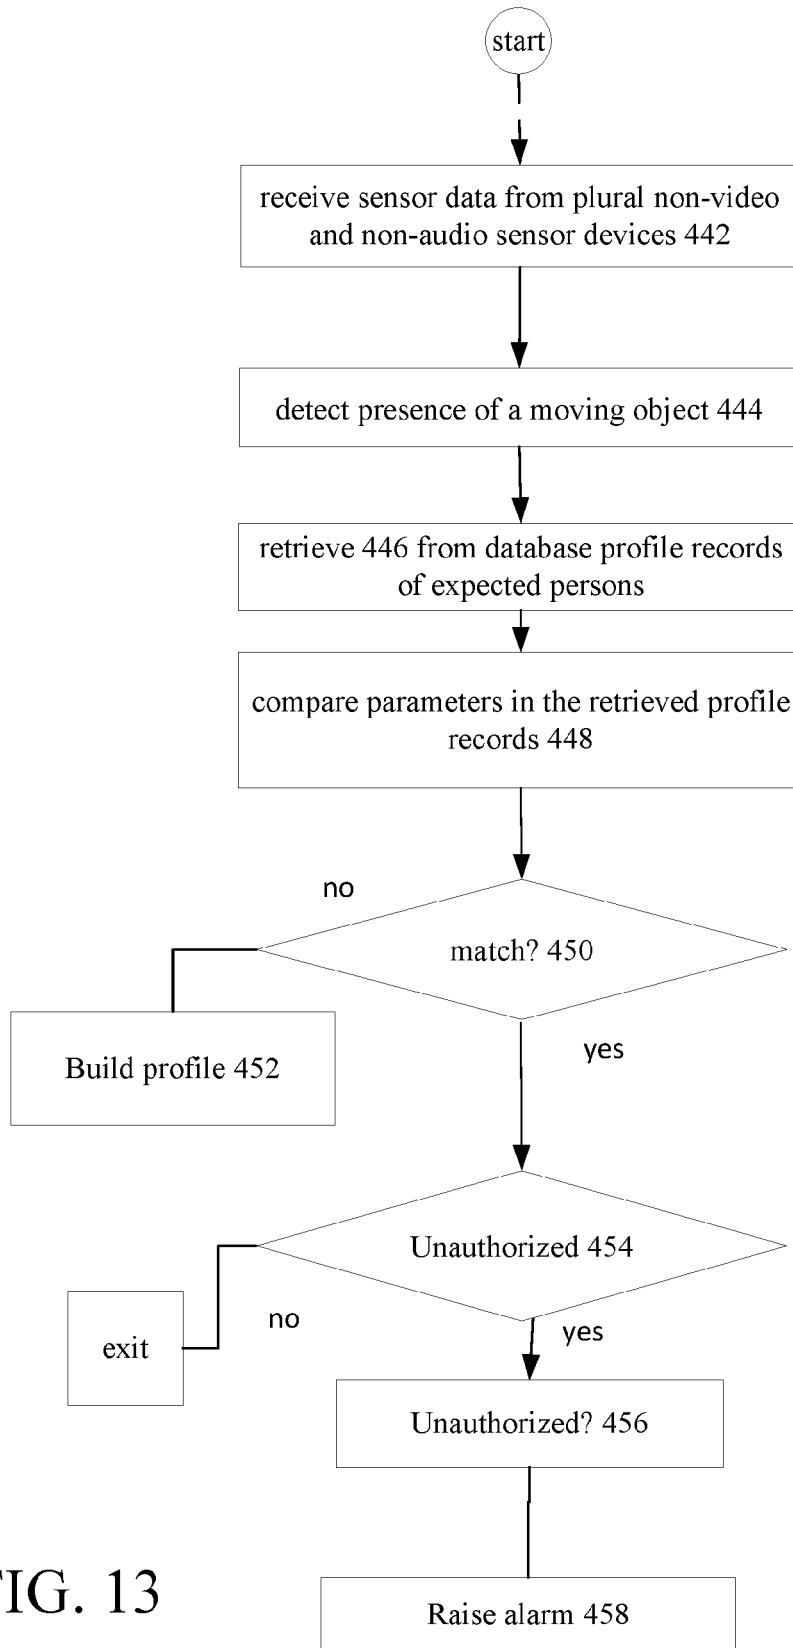 start
receive sensor data from plural non-video
and non-audio sensor devices 442
detect presence of a moving object 444
retrieve 446 from database profile records
of expected persons
compare parameters in the retrieved profile
records 448
no
match? 450
Build profile 452
yes
Unauthorized 454
no
exit
yes
Unauthorized? 456
FIG. 13
Raise alarm 458